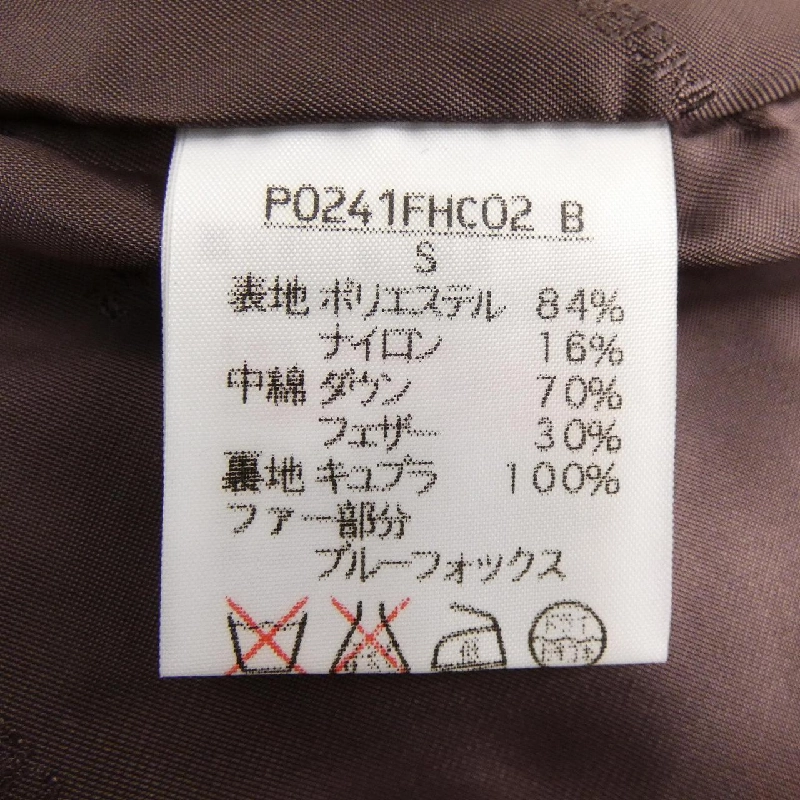 P0241FHC02 B
S
表地 ポリエステル 84%
ナイロン 16%
中綿 ダウン 70%
フェザー 30%
裏地 キュプラ 100%
ファー部分
ブルーフォックス
低